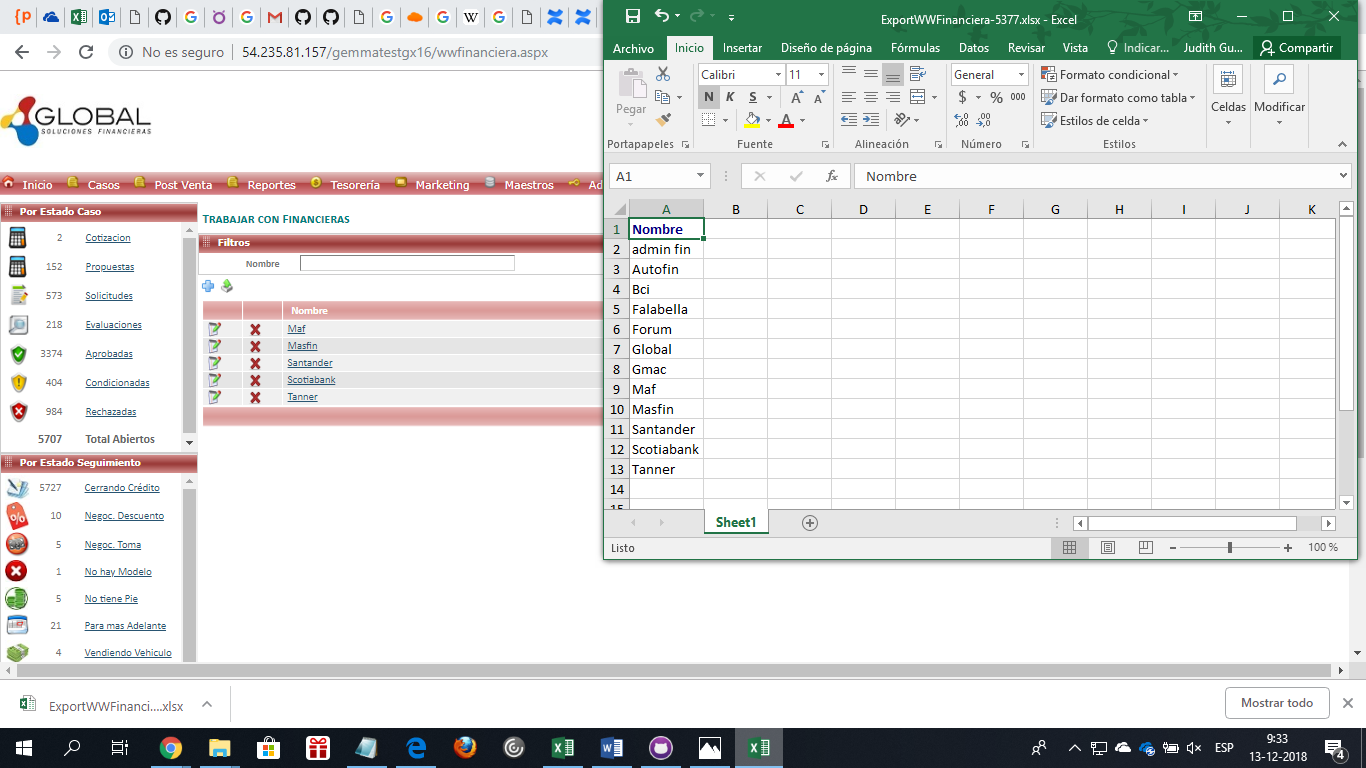 No es seguro | 54.235.81.157/gemmatestgx16/wwfinanciera.aspx
GLOBAL
SOLUCIONES FINANCIERAS
Inicio Casos Post Venta Reportes Tesorería Marketing Maestros Ad
Por Estado Caso
2 Cotizacion
152 Propuestas
573 Solicitudes
218 Evaluaciones
3374 Aprobadas
404 Condicionadas
984 Rechazadas
5707 Total Abiertos
Por Estado Seguimiento
5727 Cerrando Crédito
10 Negoc. Descuento
5 Negoc. Toma
1 No hay Modelo
5 No tiene Pie
21 Para mas Adelante
4 Vendiendo Vehiculo
TRABAJAR CON FINANCIERAS
Filtros
Nombre
Nombre
Maf
Masfin
Santander
Scotiabank
Tanner
ExportWWFinanciera-5377.xlsx - Excel
Archivo Inicio Insertar Diseño de página Fórmulas Datos Revisar Vista Indicar... Judith Gu... Compartir
Pegar
Calibri 11
N K S
A A
A
General
$ % 000
Formato condicional
Dar formato como tabla
Estilos de celda
Celdas
Modificar
Portapapeles Fuente Alineación Número Estilos
A1 fx Nombre
A B C D E F G H I J K
1 Nombre
2 admin fin
3 Autofin
4 Bci
5 Falabella
6 Forum
7 Global
8 Gmac
9 Maf
10 Masfin
11 Santander
12 Scotiabank
13 Tanner
14
15
Sheet1
Listo 100 %
ExportWWFinanci....xlsx
Mostrar todo
ESP
9:33
13-12-2018
4